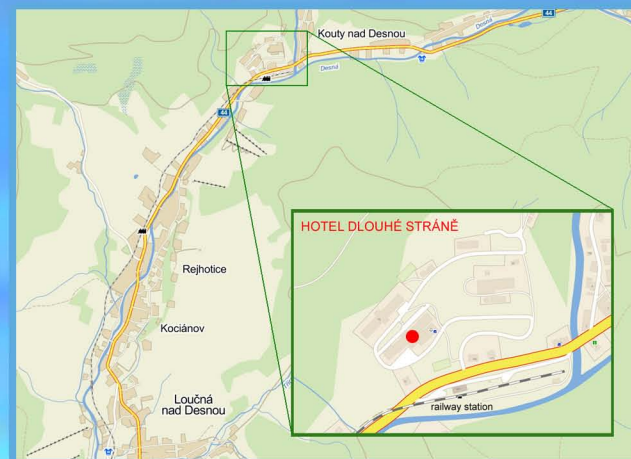 44
Desná
Kouty nad Desnou
Desná
44
HOTEL DLOUHÉ STRÁNĚ
Rejhotice
Kociánov
Loučná
nad Desnou
railway station